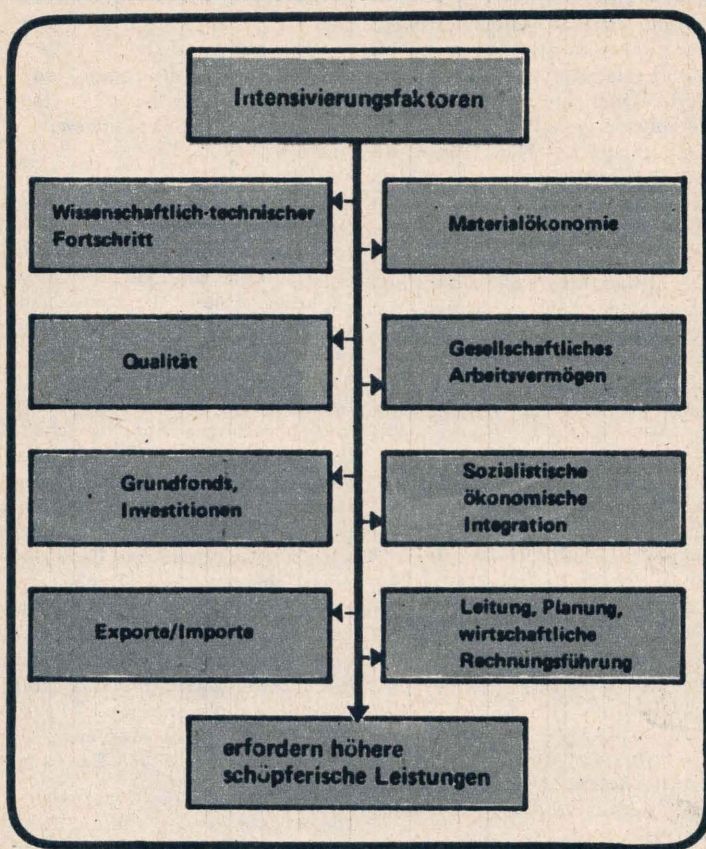 Intensivierungsfaktoren
Wissenschaftlich-technischer
Fortschritt
Materialökonomie
Qualität
Gesellschaftliches
Arbeitsvermögen
Grundfonds,
Investitionen
Sozialistische
ökonomische
Integration
Exporte/Importe
Leitung, Planung,
wirtschaftliche
Rechnungsführung
erfordern höhere
schöpferische Leistungen